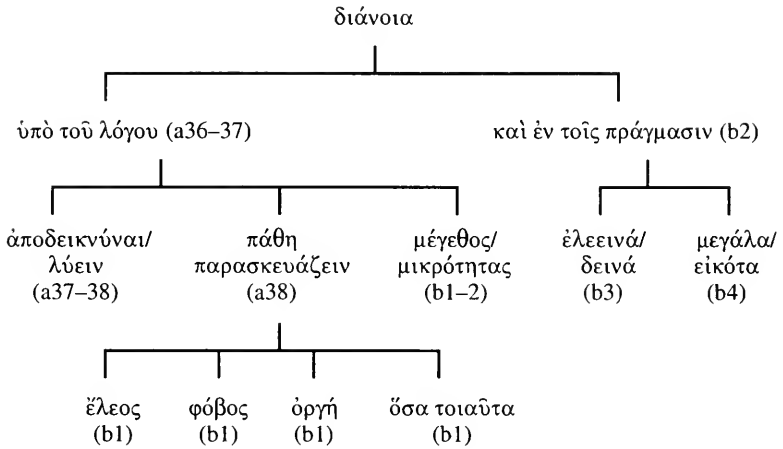 διάνοια
ὑπὸ τοῦ λόγου (a36–37) καὶ ἐν τοῖς πράγμασιν (b2)
ἀποδεικνύναι/ πάθη μέγεθος/ ἐλεεινά/ μεγάλα/
λύειν παρασκευάζειν μικρότητας δεινά εἰκότα
(a37–38) (a38) (b1–2) (b3) (b4)
ἔλεος φόβος ὀργή ὅσα τοιαῦτα
(b1) (b1) (b1) (b1)